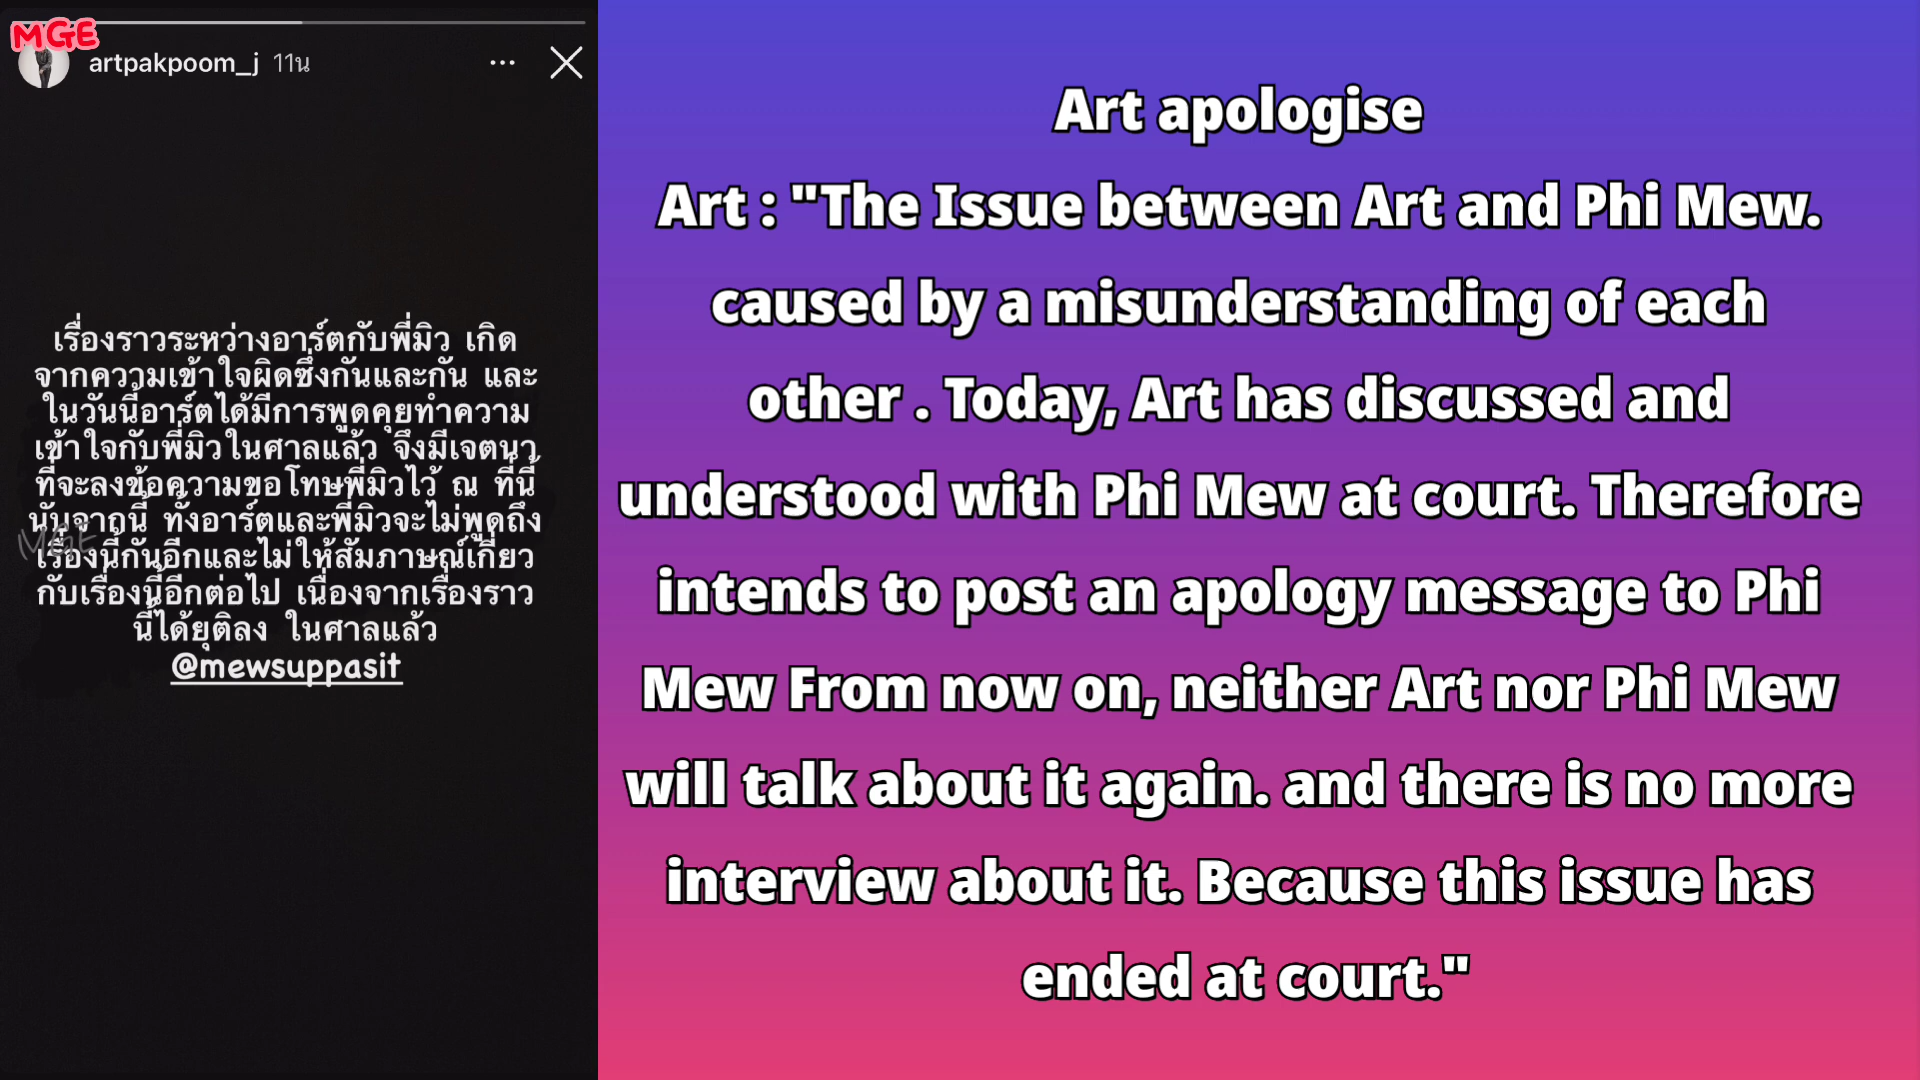 MGE
artpakpoom_j 11น
เรื่องราวระหว่างอาร์ตกับพี่มิว เกิด
จากความเข้าใจผิดซึ่งกันและกัน และ
ในวันนี้อาร์ตได้มีการพูดคุยทำความ
เข้าใจกับพี่มิวในศาลแล้ว จึงมีเจตนา
ที่จะลงข้อความขอโทษพี่มิวไว้ ณ ที่นี้
นับจากนี้ ทั้งอาร์ตและพี่มิวจะไม่พูดถึง
MGE
เรื่องนี้กันอีกและไม่ให้สัมภาษณ์เกี่ยว
กับเรื่องนี้อีกต่อไป เนื่องจากเรื่องราว
นี้ได้ยุติลง ในศาลแล้ว
@mewsuppasit
Art apologise
Art : "The Issue between Art and Phi Mew.
caused by a misunderstanding of each
other . Today, Art has discussed and
understood with Phi Mew at court. Therefore
intends to post an apology message to Phi
Mew From now on, neither Art nor Phi Mew
will talk about it again. and there is no more
interview about it. Because this issue has
ended at court."